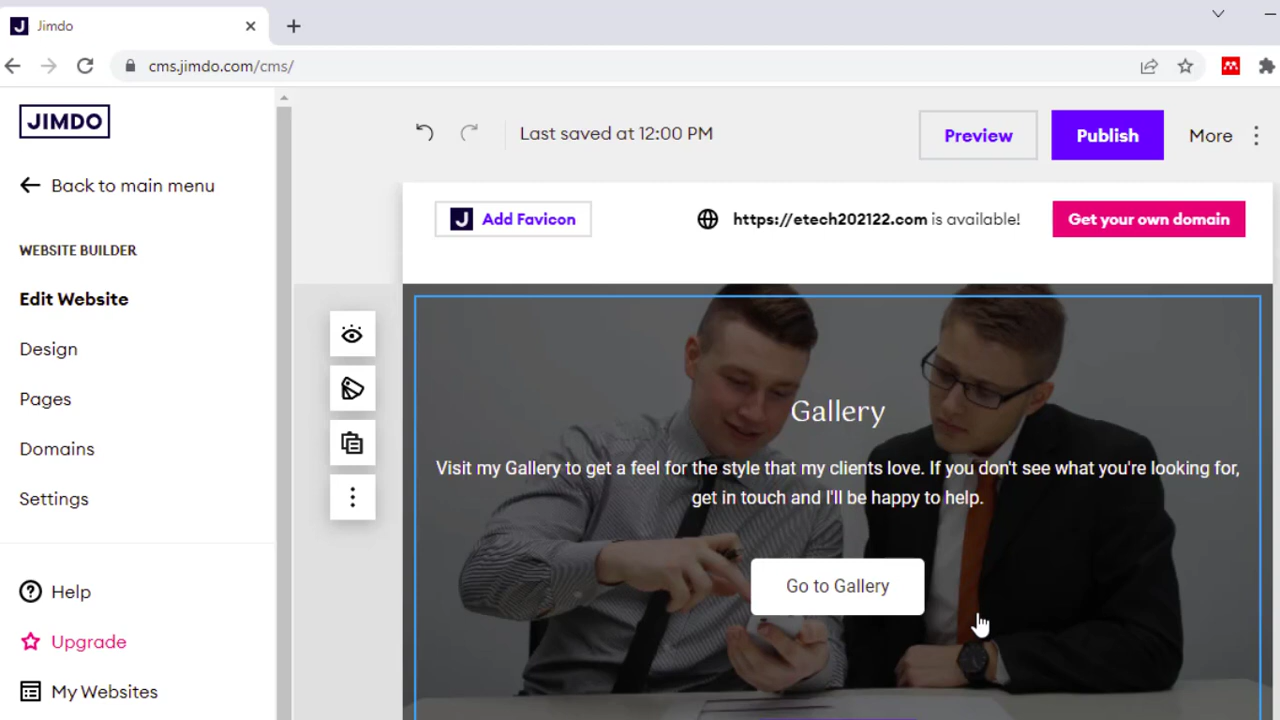 Jimdo
cms.jimdo.com/cms/
JIMDO
Back to main menu
WEBSITE BUILDER
Edit Website
Design
Pages
Domains
Settings
Help
Upgrade
My Websites
Last saved at 12:00 PM
Preview
Publish
More
J Add Favicon
https://etech202122.com is available!
Get your own domain
Gallery
Visit my Gallery to get a feel for the style that my clients love. If you don't see what you're looking for,
get in touch and I'll be happy to help.
Go to Gallery